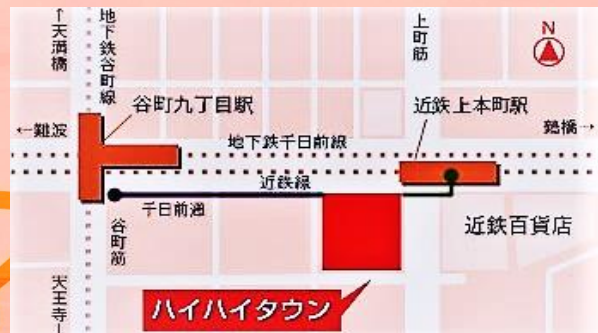 ↑天満橋
地下鉄谷町線
上町筋
N
谷町九丁目駅
近鉄上本町駅
←難波
地下鉄千日前線
鶴橋→
近鉄線
千日前通
谷町筋
近鉄百貨店
天王寺↓
ハイハイタウン